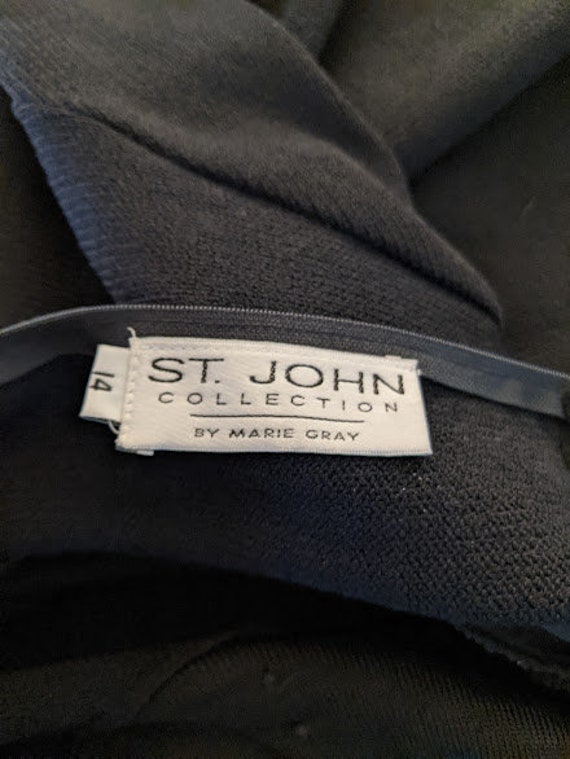 ST. JOHN
COLLECTION
BY MARIE GRAY
14